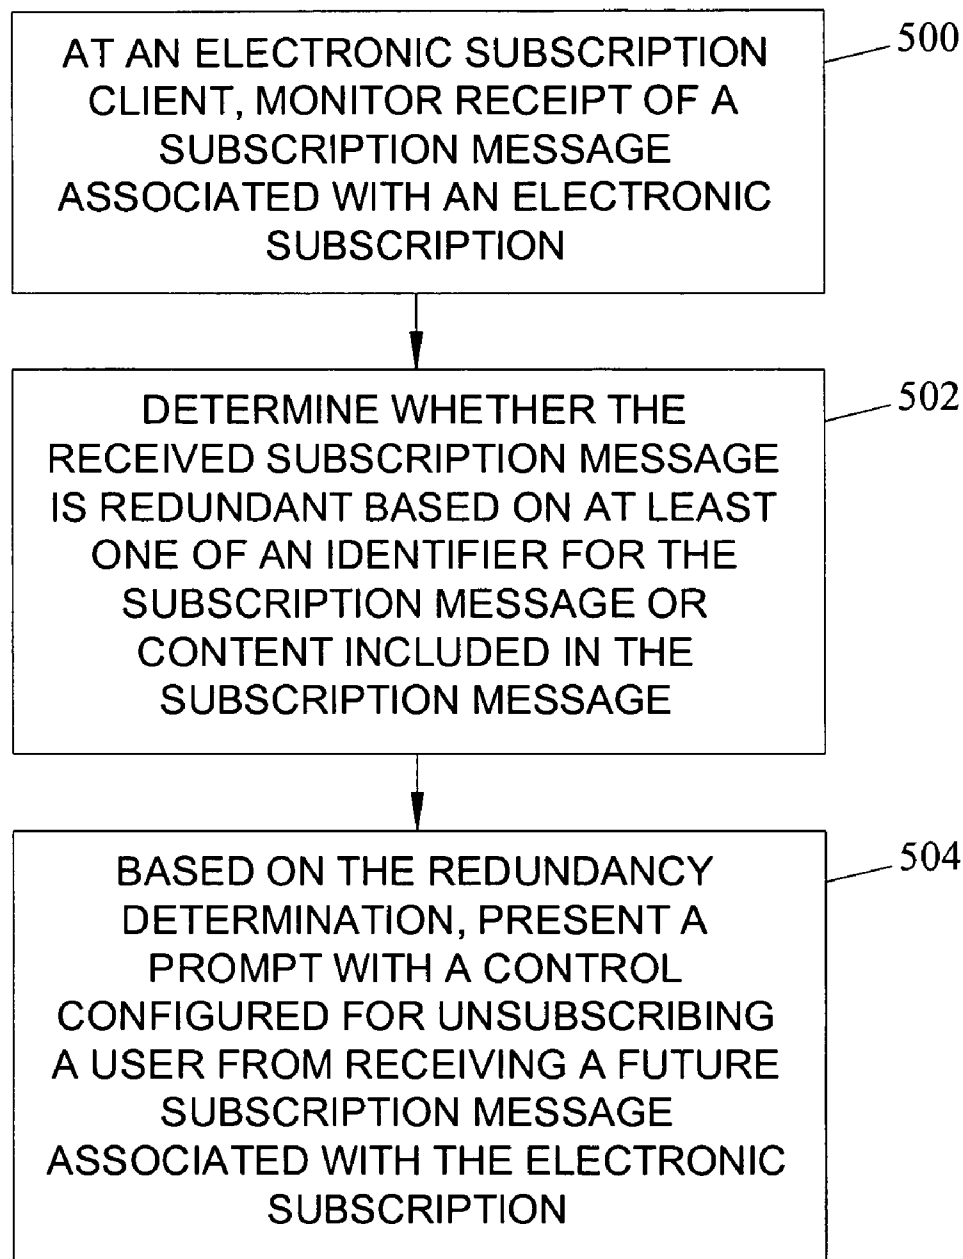 AT AN ELECTRONIC SUBSCRIPTION
CLIENT, MONITOR RECEIPT OF A
SUBSCRIPTION MESSAGE
ASSOCIATED WITH AN ELECTRONIC
SUBSCRIPTION
500
DETERMINE WHETHER THE
RECEIVED SUBSCRIPTION MESSAGE
IS REDUNDANT BASED ON AT LEAST
ONE OF AN IDENTIFIER FOR THE
SUBSCRIPTION MESSAGE OR
CONTENT INCLUDED IN THE
SUBSCRIPTION MESSAGE
502
BASED ON THE REDUNDANCY
DETERMINATION, PRESENT A
PROMPT WITH A CONTROL
CONFIGURED FOR UNSUBSCRIBING
A USER FROM RECEIVING A FUTURE
SUBSCRIPTION MESSAGE
ASSOCIATED WITH THE ELECTRONIC
SUBSCRIPTION
504